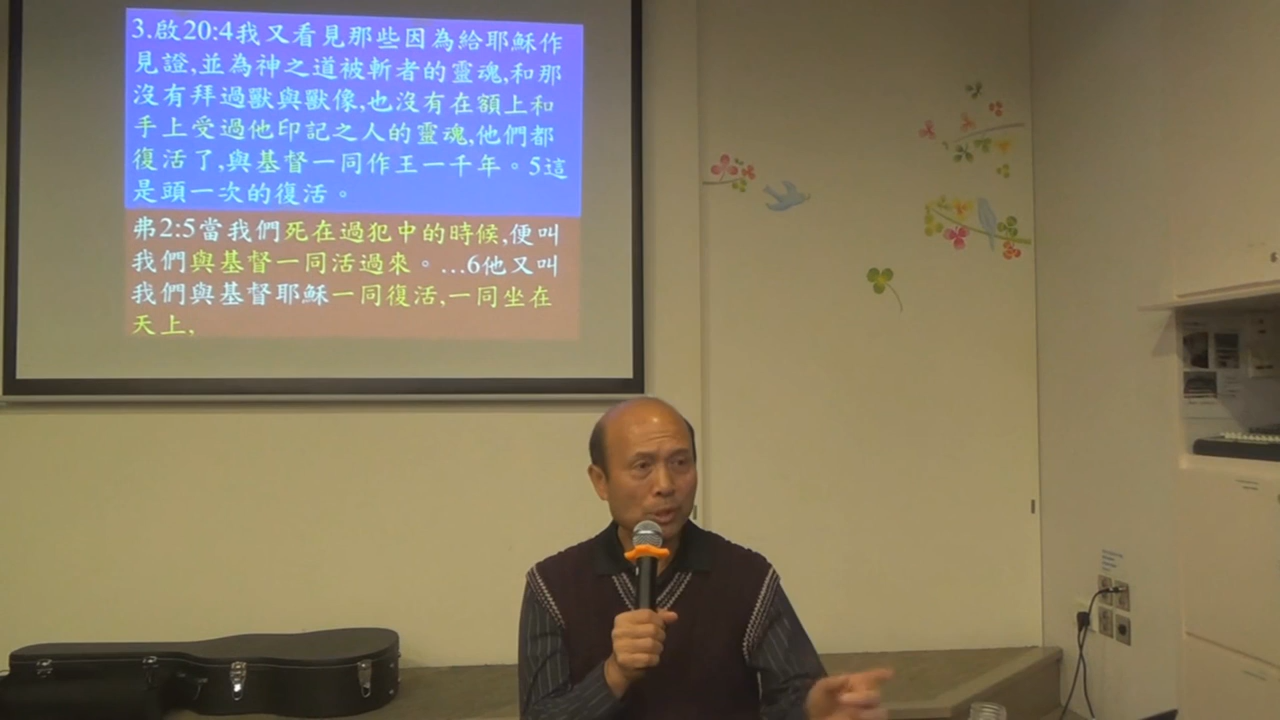 3.啟20:4我又看見那些因為給耶穌作
見證,並為神之道被斬者的靈魂,和那
沒有拜過獸與獸像,也沒有在額上和
手上受過他印記之人的靈魂,他們都
復活了,與基督一同作王一千年。5這
是頭一次的復活。
弗2:5當我們死在過犯中的時候,便叫
我們與基督一同活過來。…6他又叫
我們與基督耶穌一同復活,一同坐在
天上,